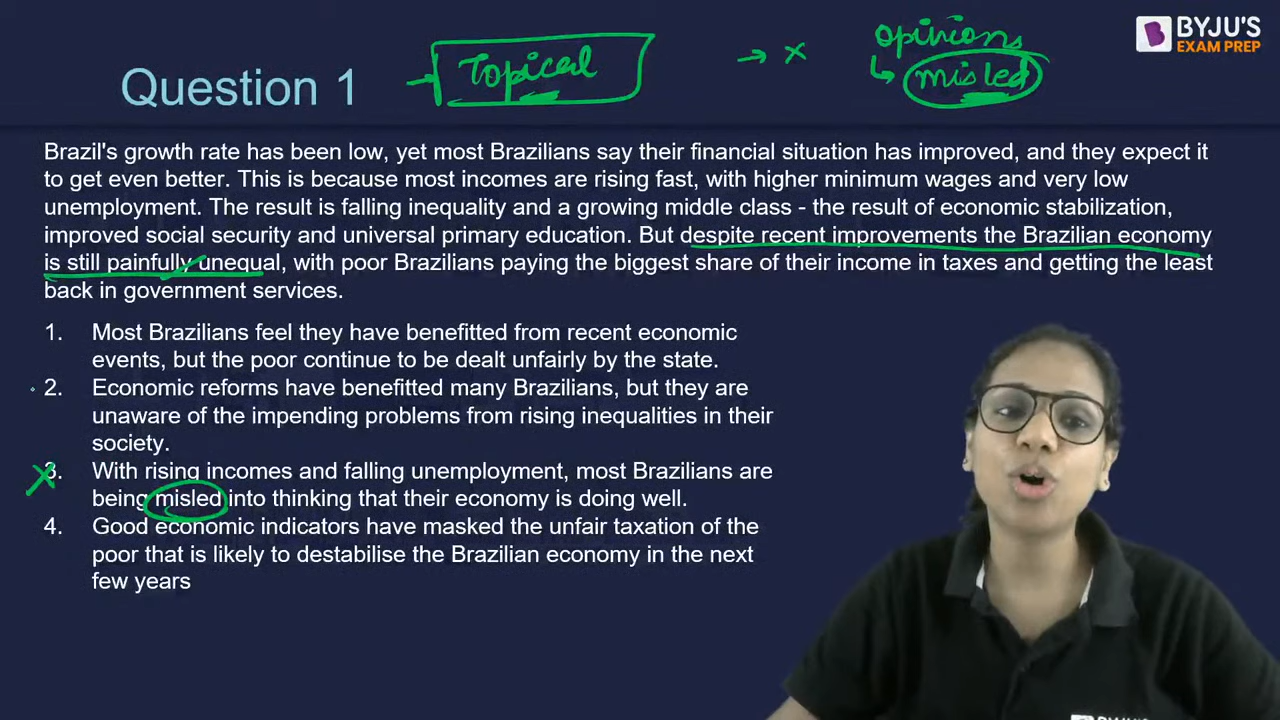 BYJU'S
EXAM PREP
Question 1
→ Topical
→ x
opinions
↳ misled
Brazil's growth rate has been low, yet most Brazilians say their financial situation has improved, and they expect it
to get even better. This is because most incomes are rising fast, with higher minimum wages and very low
unemployment. The result is falling inequality and a growing middle class - the result of economic stabilization,
improved social security and universal primary education. But despite recent improvements the Brazilian economy
is still painfully unequal, with poor Brazilians paying the biggest share of their income in taxes and getting the least
back in government services.
1. Most Brazilians feel they have benefitted from recent economic
events, but the poor continue to be dealt unfairly by the state.
2. Economic reforms have benefitted many Brazilians, but they are
unaware of the impending problems from rising inequalities in their
society.
3. With rising incomes and falling unemployment, most Brazilians are
being misled into thinking that their economy is doing well.
4. Good economic indicators have masked the unfair taxation of the
poor that is likely to destabilise the Brazilian economy in the next
few years
BYJU'S